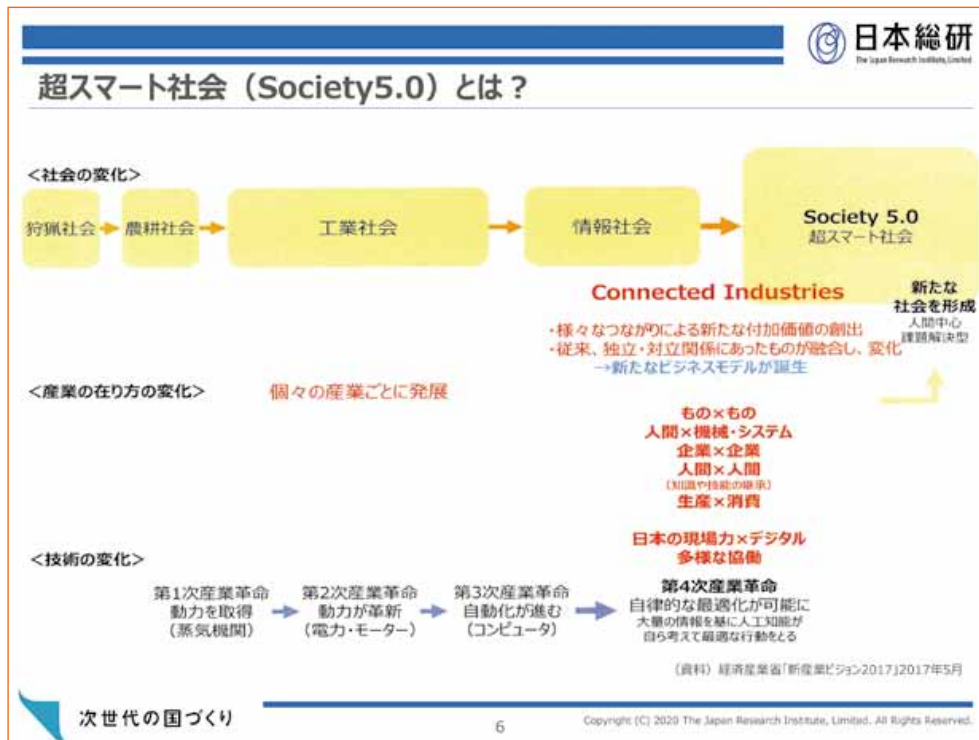 日本総研
The Japan Research Institute, Limited
超スマート社会（Society5.0）とは？
＜社会の変化＞
狩猟社会
農耕社会
工業社会
情報社会
Society 5.0
超スマート社会
新たな
社会を形成
人間中心
課題解決型
Connected Industries
・様々なつながりによる新たな付加価値の創出
・従来、独立・対立関係にあったものが融合し、変化
→新たなビジネスモデルが誕生
＜産業の在り方の変化＞
個々の産業ごとに発展
もの×もの
人間×機械・システム
企業×企業
人間×人間
（知識や技能の継承）
生産×消費
日本の現場力×デジタル
多様な協働
＜技術の変化＞
第1次産業革命
動力を取得
（蒸気機関）
第2次産業革命
動力が革新
（電力・モーター）
第3次産業革命
自動化が進む
（コンピュータ）
第4次産業革命
自律的な最適化が可能に
大量の情報を基に人工知能が
自ら考えて最適な行動をとる
（資料）経済産業省「新産業ビジョン2017」2017年5月
次世代の国づくり
6
Copyright (C) 2020 The Japan Research Institute, Limited. All Rights Reserved.